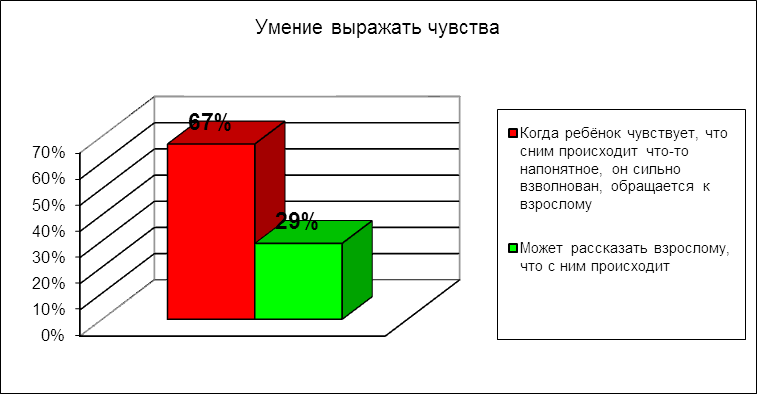 Умение выражать чувства
67%
29%
70%
60%
50%
40%
30%
20%
10%
0%
Когда ребёнок чувствует, что
сним происходит что-то
напонятное, он сильно
взволнован, обращается к
взрослому
Может рассказать взрослому,
что с ним происходит